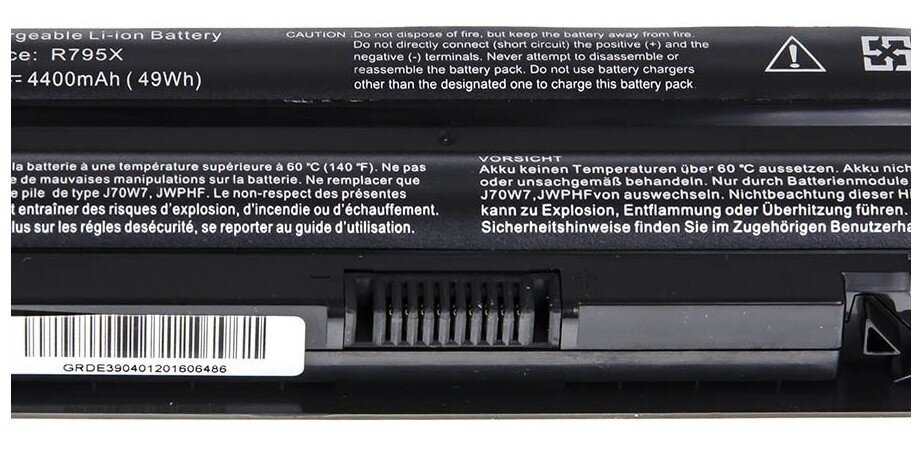 rgeable Li-ion Battery
ce: R795X
= 4400mAh ( 49Wh)
CAUTION : Do not dispose of fire, but keep the battery away from fire.
Do not directly connect (short circuit) the positive (+) and the
negative (-) terminals. Never attempt to disassemble or
reassemble the battery pack. Do not use battery chargers
other than the designated one to charge this battery pack
la batterie à une température supérieure à 60 °C (140 °F). Ne pas
e de mauvaises manipulations sur la batterie. Ne remplacer que
e pile de type J70W7, JWPHF. Le non-respect des présentes
t entraîner des risques d'explosion, d'incendie ou d'échauffement.
lus sur les régles desécurité, se reporter au guide d'utilisation.
VORSICHT
Akku keinen Temperaturen über 60 °C aussetzen. Akku nich
oder unsachgemäß behandeln. Nur durch Batterienmodule
J70W7,JWPHFvon auswechseln. Nichtbeachtung dieser Hi
kann zu Explosion, Entflammung oder Überhitzung führen.
Sicherheitshinweise finden Sie im Zugehörigen Benutzerha
- +
GRDE390401201606486